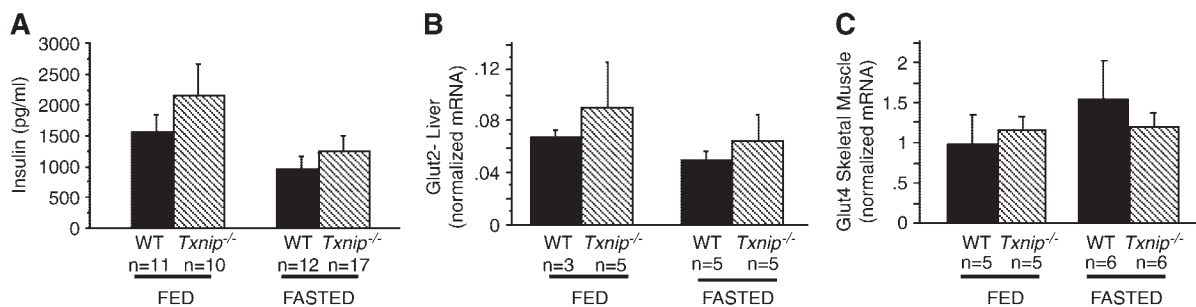 A
Insulin (pg/ml)
3000
2500
2000
1500
1000
500
0
WT Txnip-/- WT Txnip-/-
n=11 n=10 n=12 n=17
FED FASTED
B
Glut2- Liver
(normalized mRNA)
.12
.08
.04
0
WT Txnip-/- WT Txnip-/-
n=3 n=5 n=5 n=5
FED FASTED
C
Glut4 Skeletal Muscle
(normalized mRNA)
2
1.5
1
.5
0
WT Txnip-/- WT Txnip-/-
n=5 n=5 n=6 n=6
FED FASTED